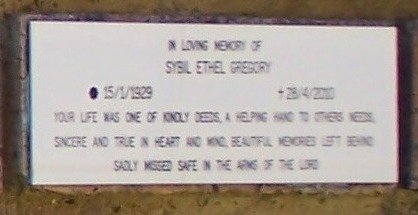 IN LOVING MEMORY OF
SYBIL ETHEL GREGORY
15/1/1929 †28/4/2010
YOUR LIFE WAS ONE OF KINDLY DEEDS, A HELPING HAND TO OTHERS NEEDS,
SINCERE AND TRUE IN HEART AND MIND, BEAUTIFUL MEMORIES LEFT BEHIND
SADLY MISSED SAFE IN THE ARMS OF THE LORD